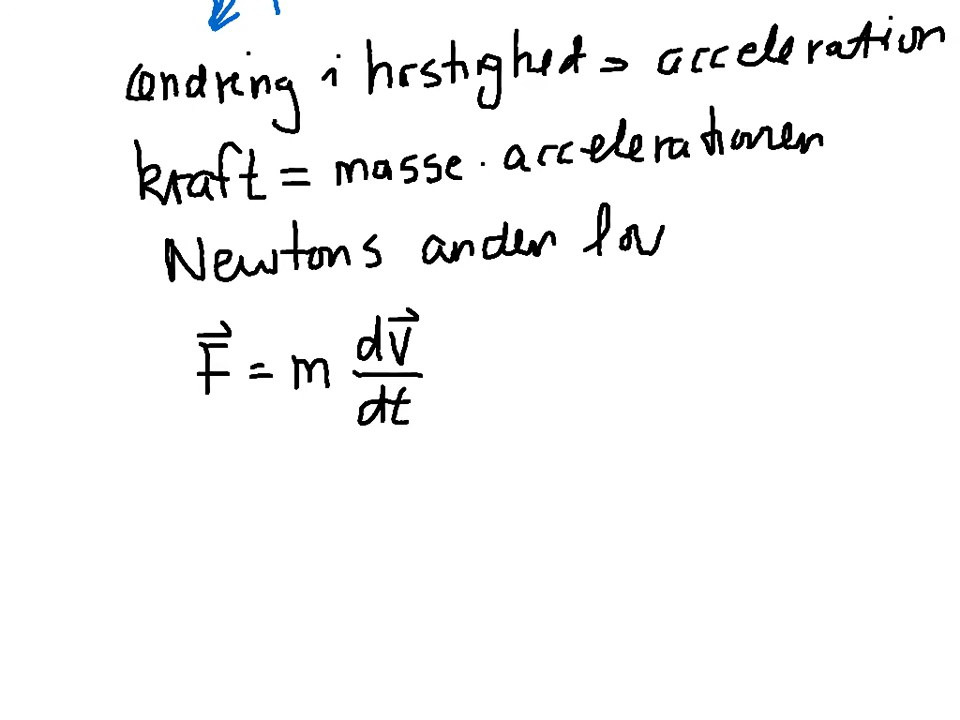 ændring i hastighed = acceleration
kraft = masse · accelerationen
Newtons anden lov
F⃗ = m dv⃗/dt